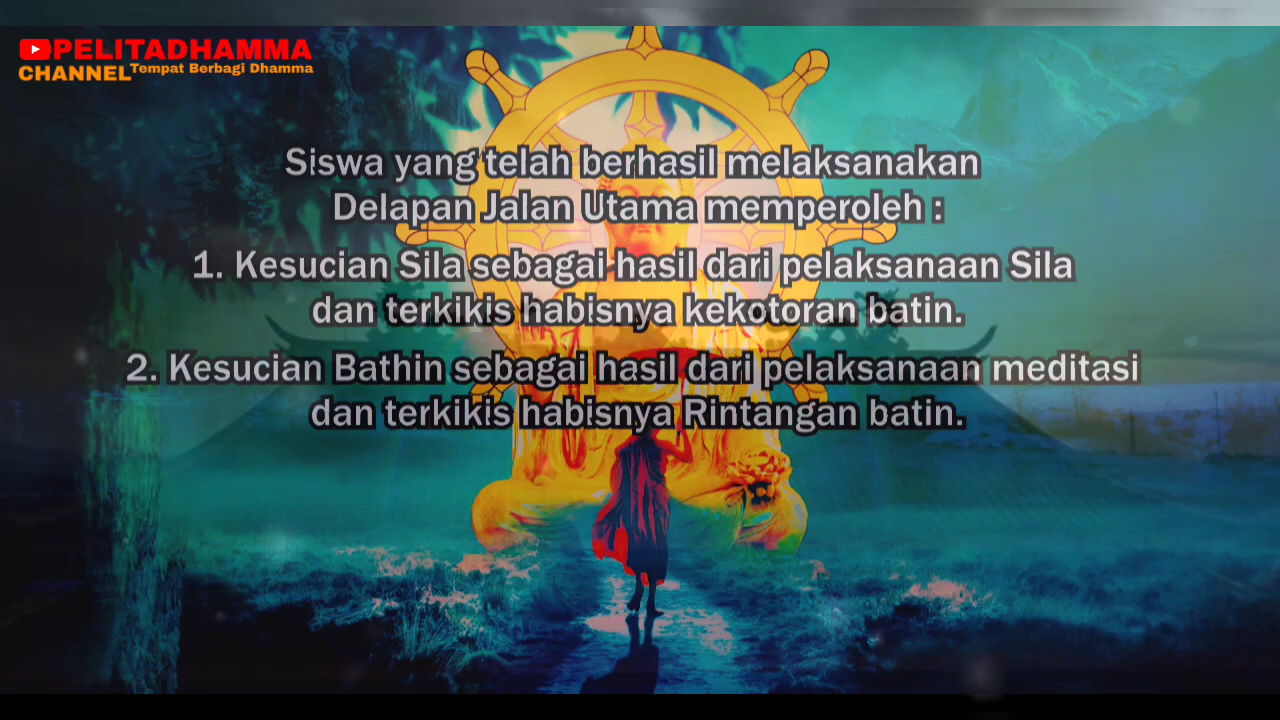 PELITADHAMMA
CHANNEL Tempat Berbagi Dhamma
Siswa yang telah berhasil melaksanakan
Delapan Jalan Utama memperoleh :
1. Kesucian Sila sebagai hasil dari pelaksanaan Sila
dan terkikis habisnya kekotoran batin.
2. Kesucian Bathin sebagai hasil dari pelaksanaan meditasi
dan terkikis habisnya Rintangan batin.